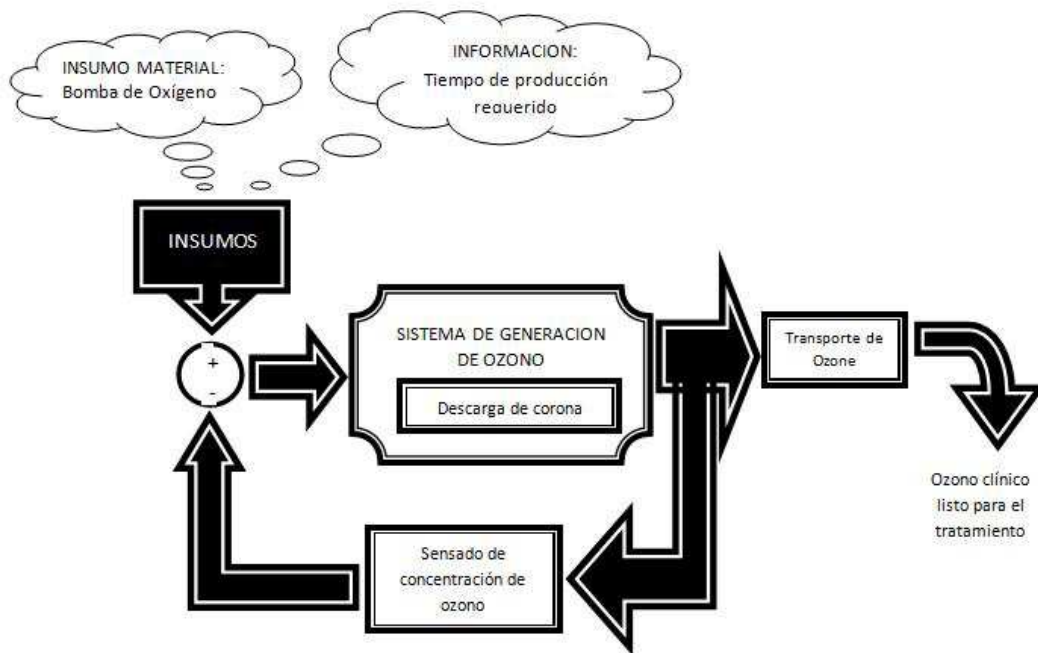 INSUMO MATERIAL:
Bomba de Oxígeno
INFORMACION:
Tiempo de producción
requerido
INSUMOS
+
-
SISTEMA DE GENERACION
DE OZONO
Descarga de corona
Transporte de
Ozone
Ozono clínico
listo para el
tratamiento
Sensado de
concentración de
ozono